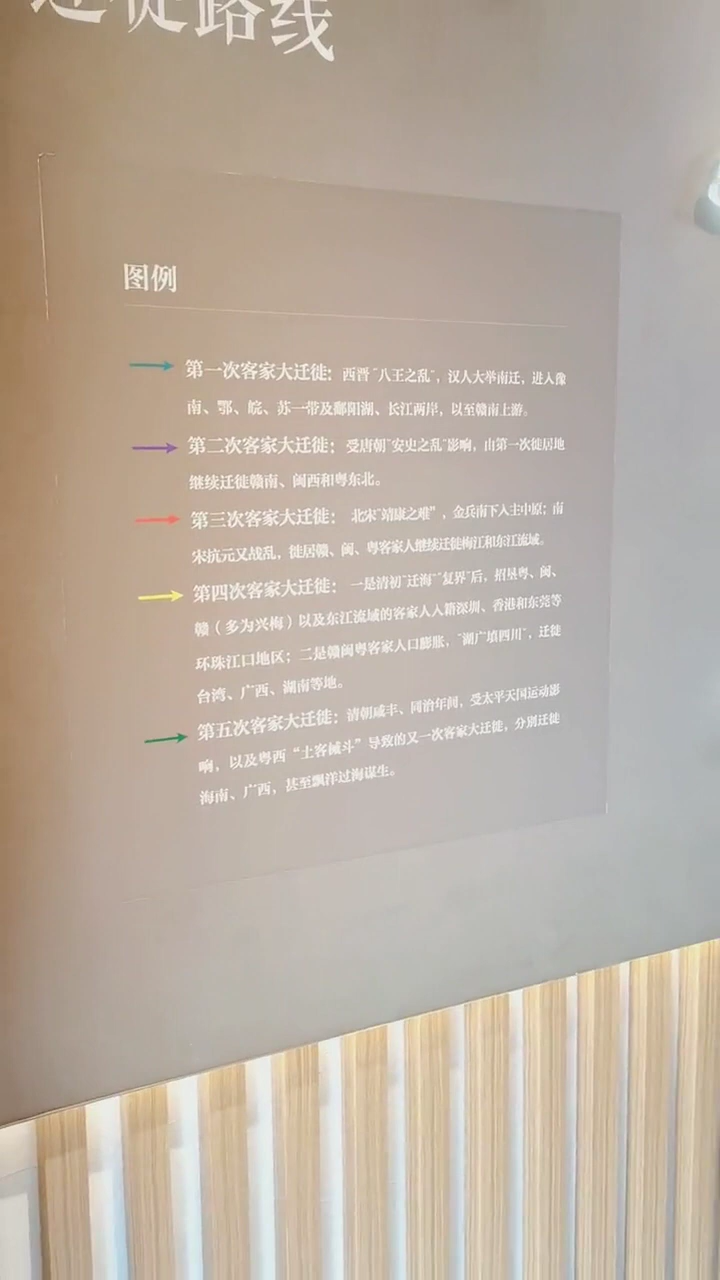 迁徙路线
图例
第一次客家大迁徙：西晋"八王之乱"，汉人大举南迁，进入豫
南、鄂、皖、苏一带及鄱阳湖、长江两岸，以至赣南上游。
第二次客家大迁徙：受唐朝"安史之乱"影响，由第一次徙居地
继续迁徙赣南、闽西和粤东北。
第三次客家大迁徙：北宋"靖康之难"，金兵南下入主中原；南
宋抗元又战乱，徙居赣、闽、粤客家人继续迁徙梅江和东江流域。
第四次客家大迁徙：一是清初"迁海""复界"后，招垦粤、闽、
赣（多为兴梅）以及东江流域的客家人入籍深圳、香港和东莞等
环珠江口地区；二是赣闽粤客家人口膨胀，"湖广填四川"，迁徙
台湾、广西、湖南等地。
第五次客家大迁徙：清朝咸丰、同治年间，受太平天国运动影
响，以及粤西"土客械斗"导致的又一次客家大迁徙，分别迁徙
海南、广西，甚至飘洋过海谋生。